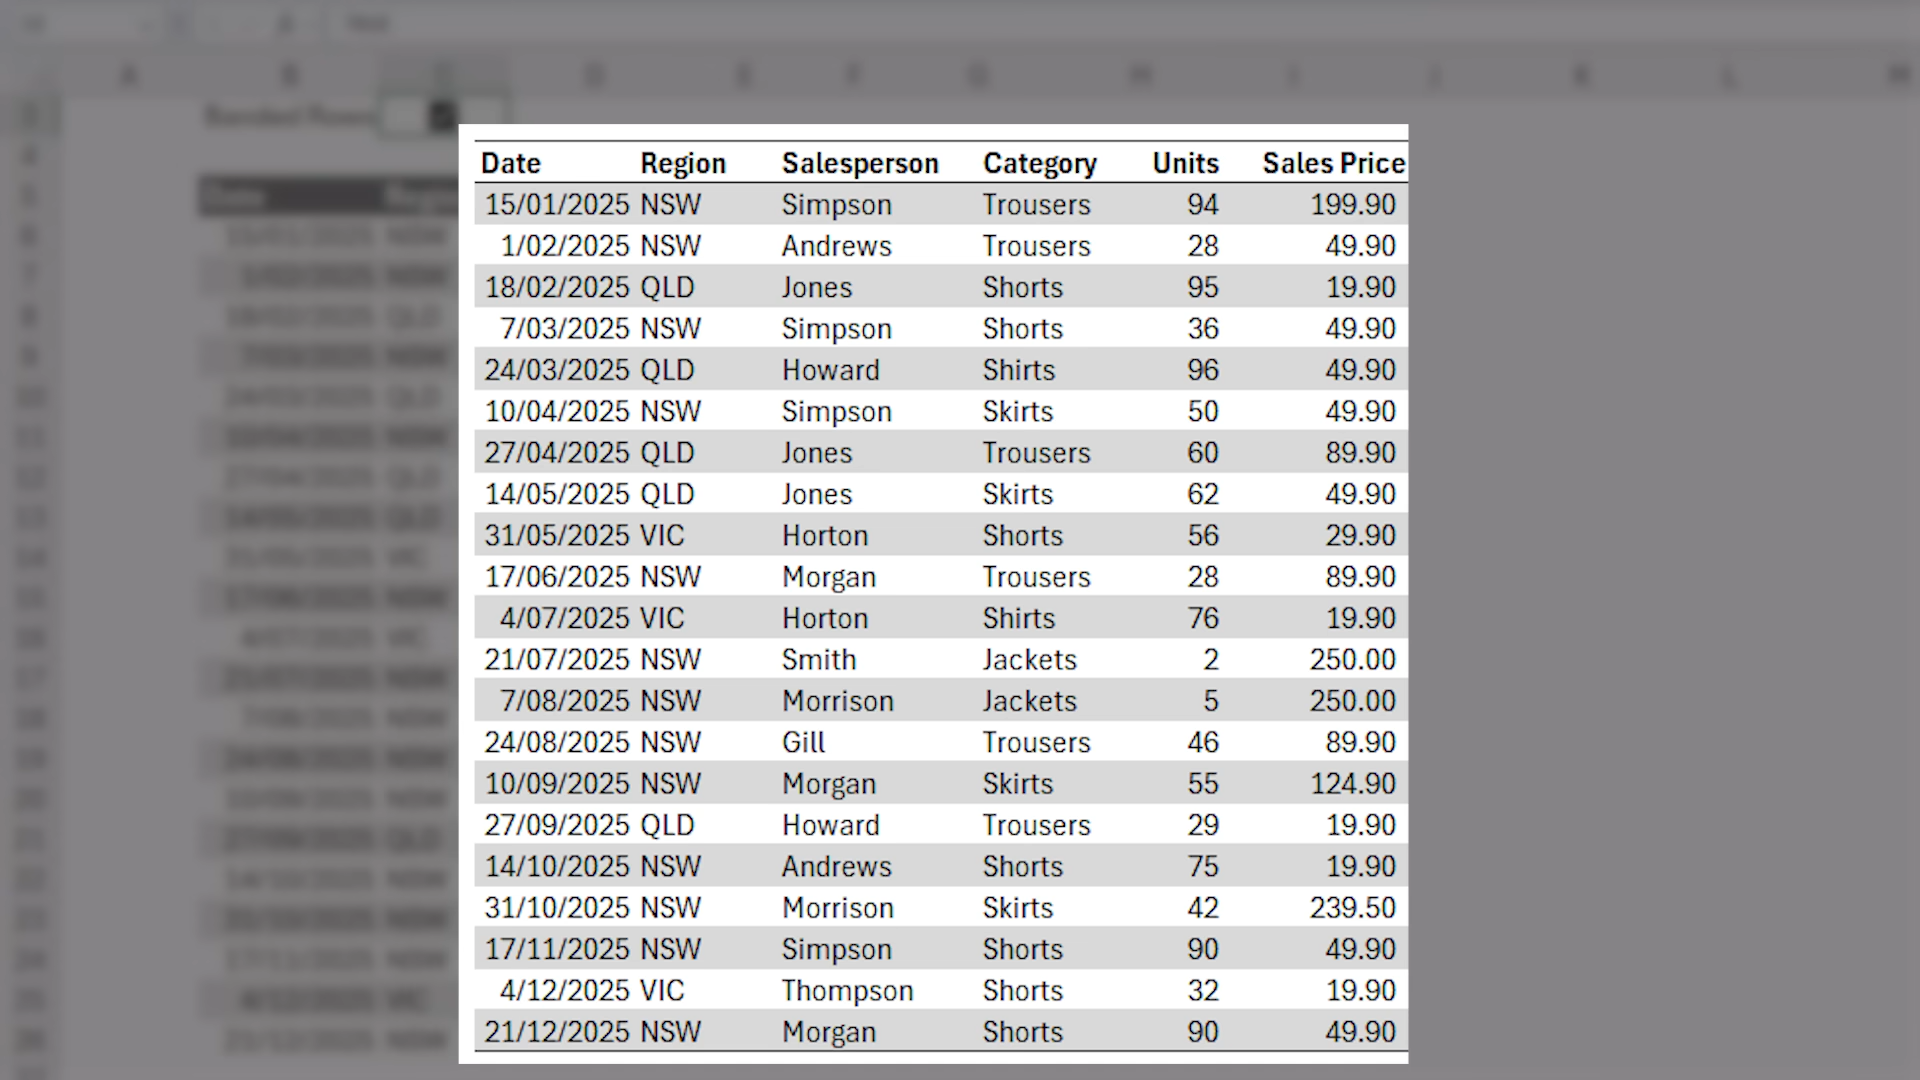 Banded Rows
Date Region Salesperson Category Units Sales Price
15/01/2025 NSW Simpson Trousers 94 199.90
1/02/2025 NSW Andrews Trousers 28 49.90
18/02/2025 QLD Jones Shorts 95 19.90
7/03/2025 NSW Simpson Shorts 36 49.90
24/03/2025 QLD Howard Shirts 96 49.90
10/04/2025 NSW Simpson Skirts 50 49.90
27/04/2025 QLD Jones Trousers 60 89.90
14/05/2025 QLD Jones Skirts 62 49.90
31/05/2025 VIC Horton Shorts 56 29.90
17/06/2025 NSW Morgan Trousers 28 89.90
4/07/2025 VIC Horton Shirts 76 19.90
21/07/2025 NSW Smith Jackets 2 250.00
7/08/2025 NSW Morrison Jackets 5 250.00
24/08/2025 NSW Gill Trousers 46 89.90
10/09/2025 NSW Morgan Skirts 55 124.90
27/09/2025 QLD Howard Trousers 29 19.90
14/10/2025 NSW Andrews Shorts 75 19.90
31/10/2025 NSW Morrison Skirts 42 239.50
17/11/2025 NSW Simpson Shorts 90 49.90
4/12/2025 VIC Thompson Shorts 32 19.90
21/12/2025 NSW Morgan Shorts 90 49.90